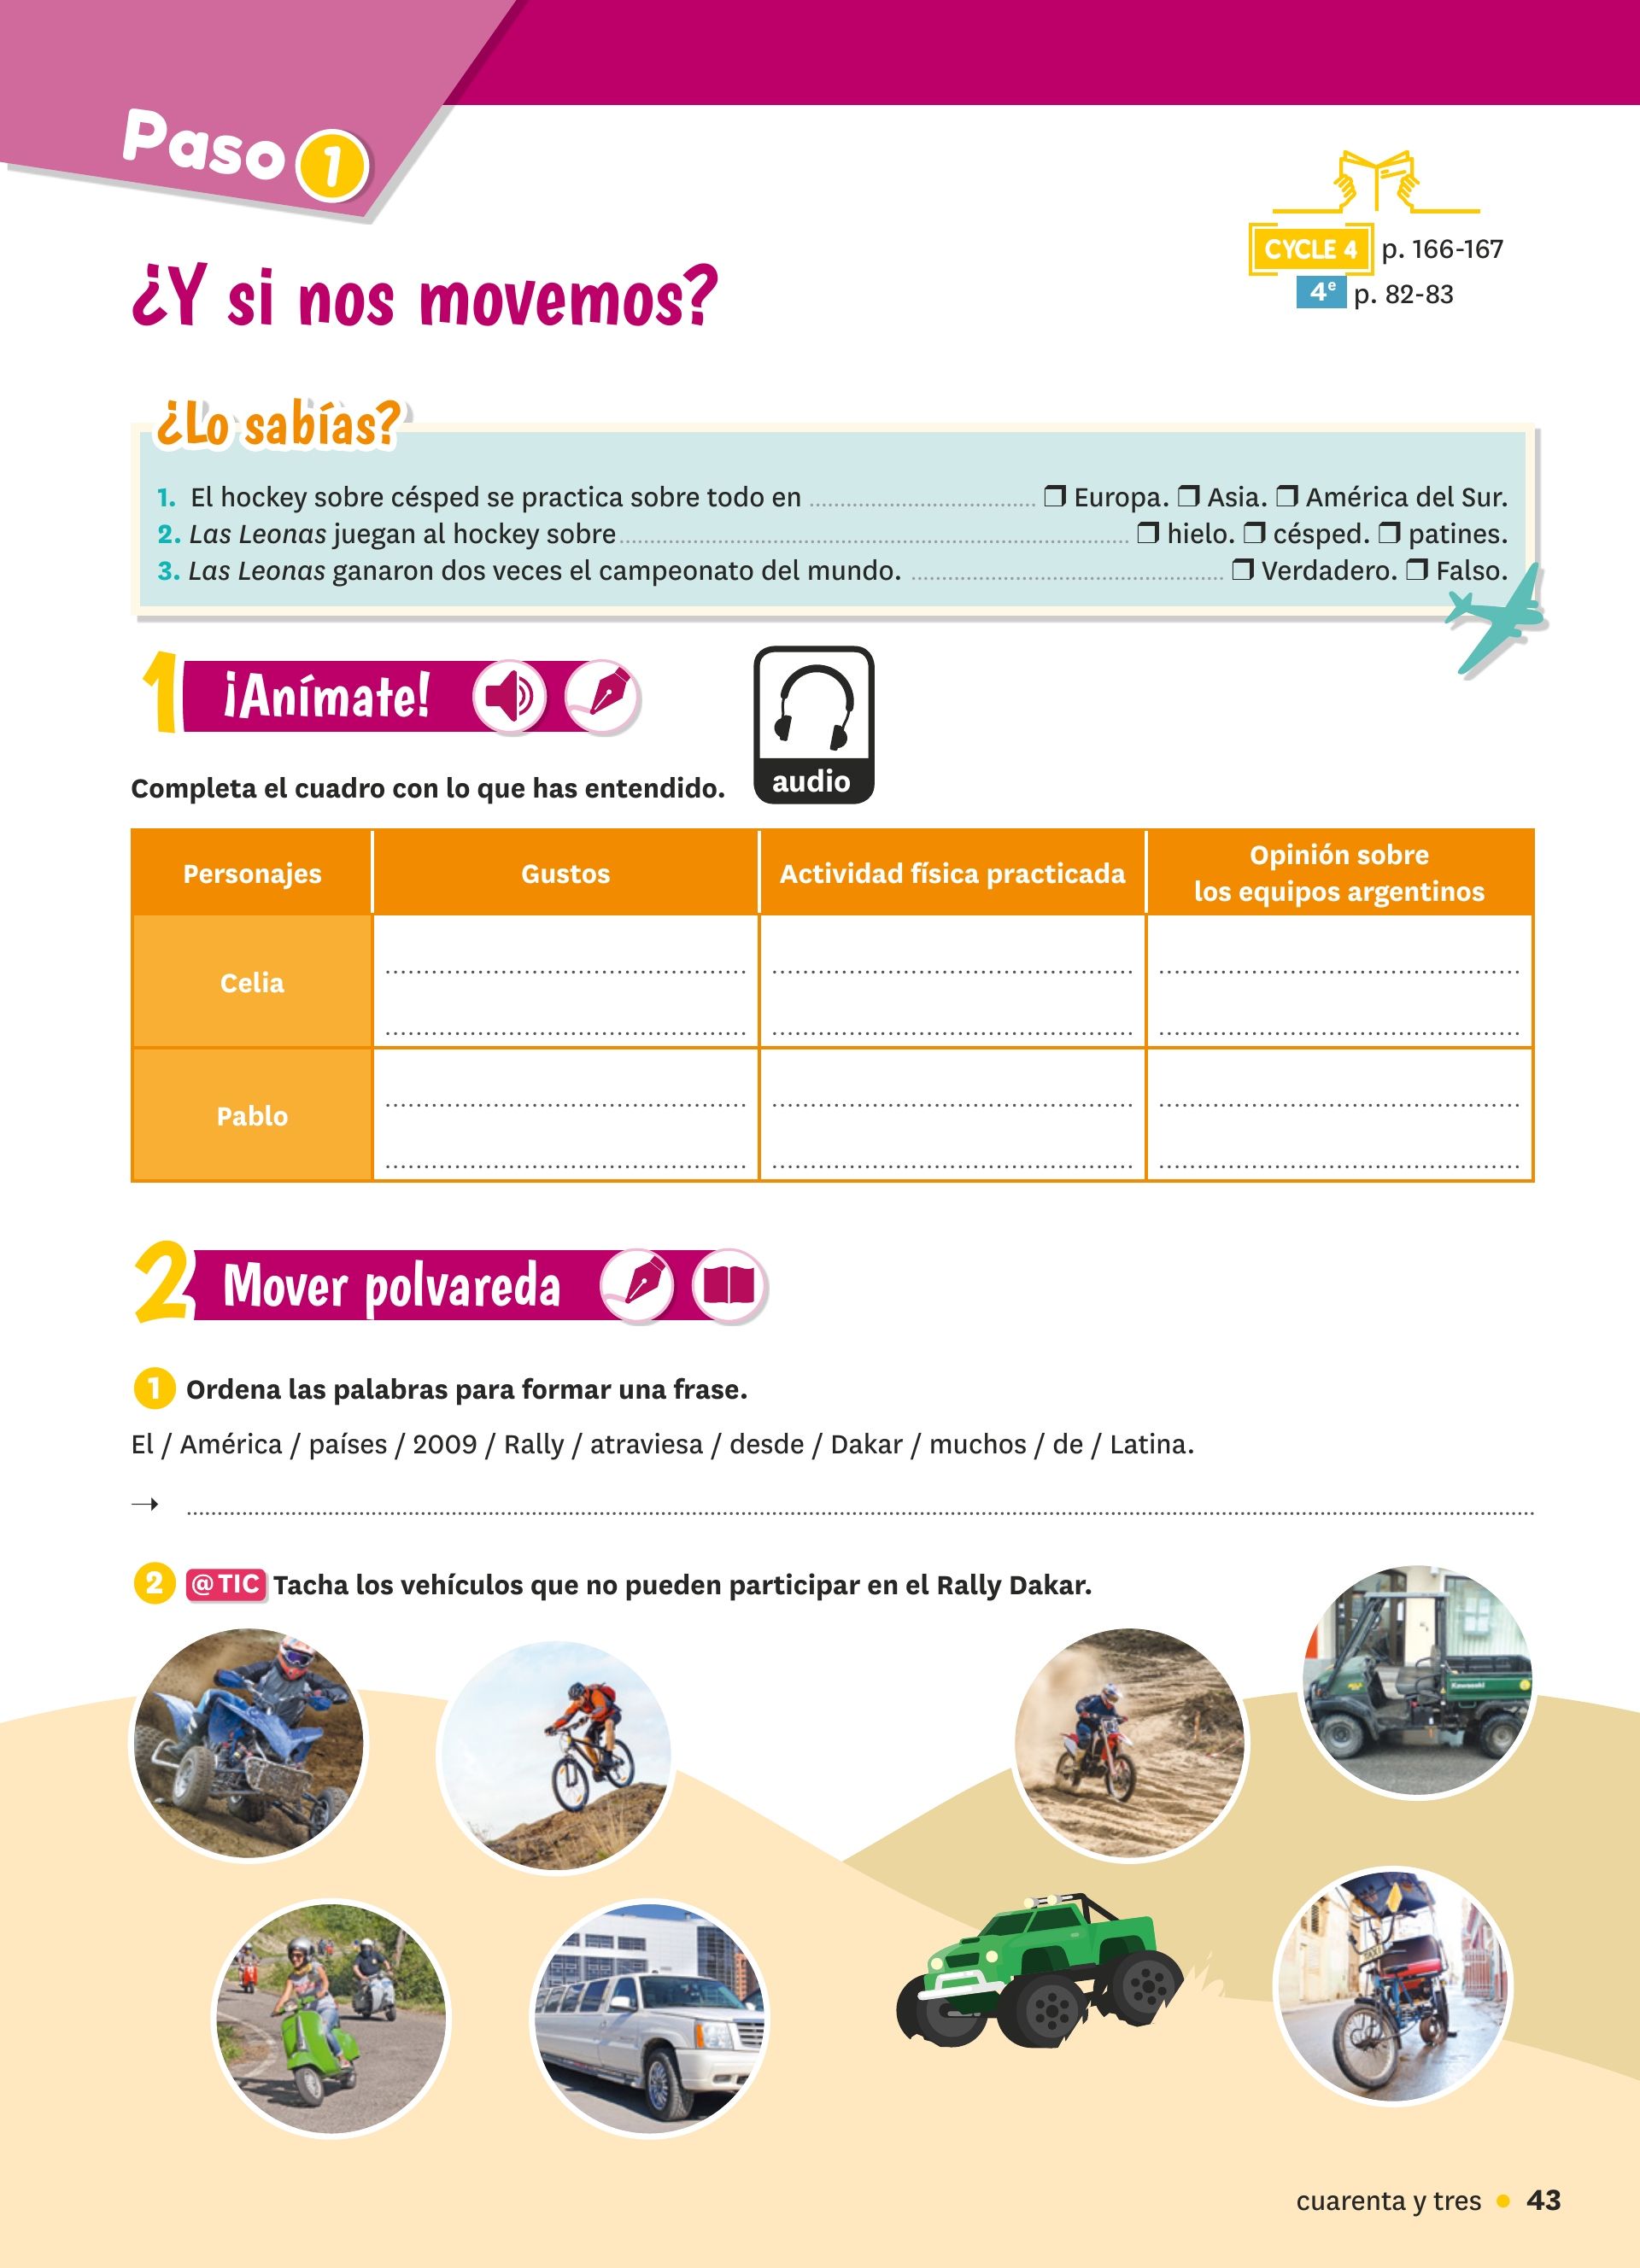 Paso 1
CYCLE 4 p. 166-167
4e p. 82-83
¿Y si nos movemos?
¿Lo sabías?
1. El hockey sobre césped se practica sobre todo en ☐ Europa. ☐ Asia. ☐ América del Sur.
2. Las Leonas juegan al hockey sobre ☐ hielo. ☐ césped. ☐ patines.
3. Las Leonas ganaron dos veces el campeonato del mundo. ☐ Verdadero. ☐ Falso.
1 ¡Anímate!
audio
Completa el cuadro con lo que has entendido.
Personajes
Gustos
Actividad física practicada
Opinión sobre
los equipos argentinos
Celia
Pablo
2 Mover polvareda
1 Ordena las palabras para formar una frase.
El / América / países / 2009 / Rally / atraviesa / desde / Dakar / muchos / de / Latina.
→
2 @TIC Tacha los vehículos que no pueden participar en el Rally Dakar.
Kawasaki
TAXI
cuarenta y tres • 43